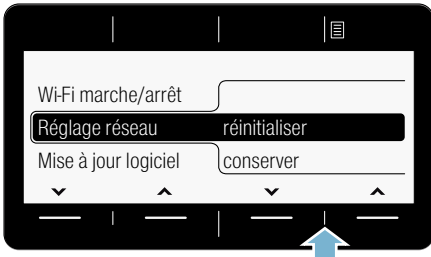 Wi-Fi marche/arrêt
Réglage réseau réinitialiser
Mise à jour logiciel conserver